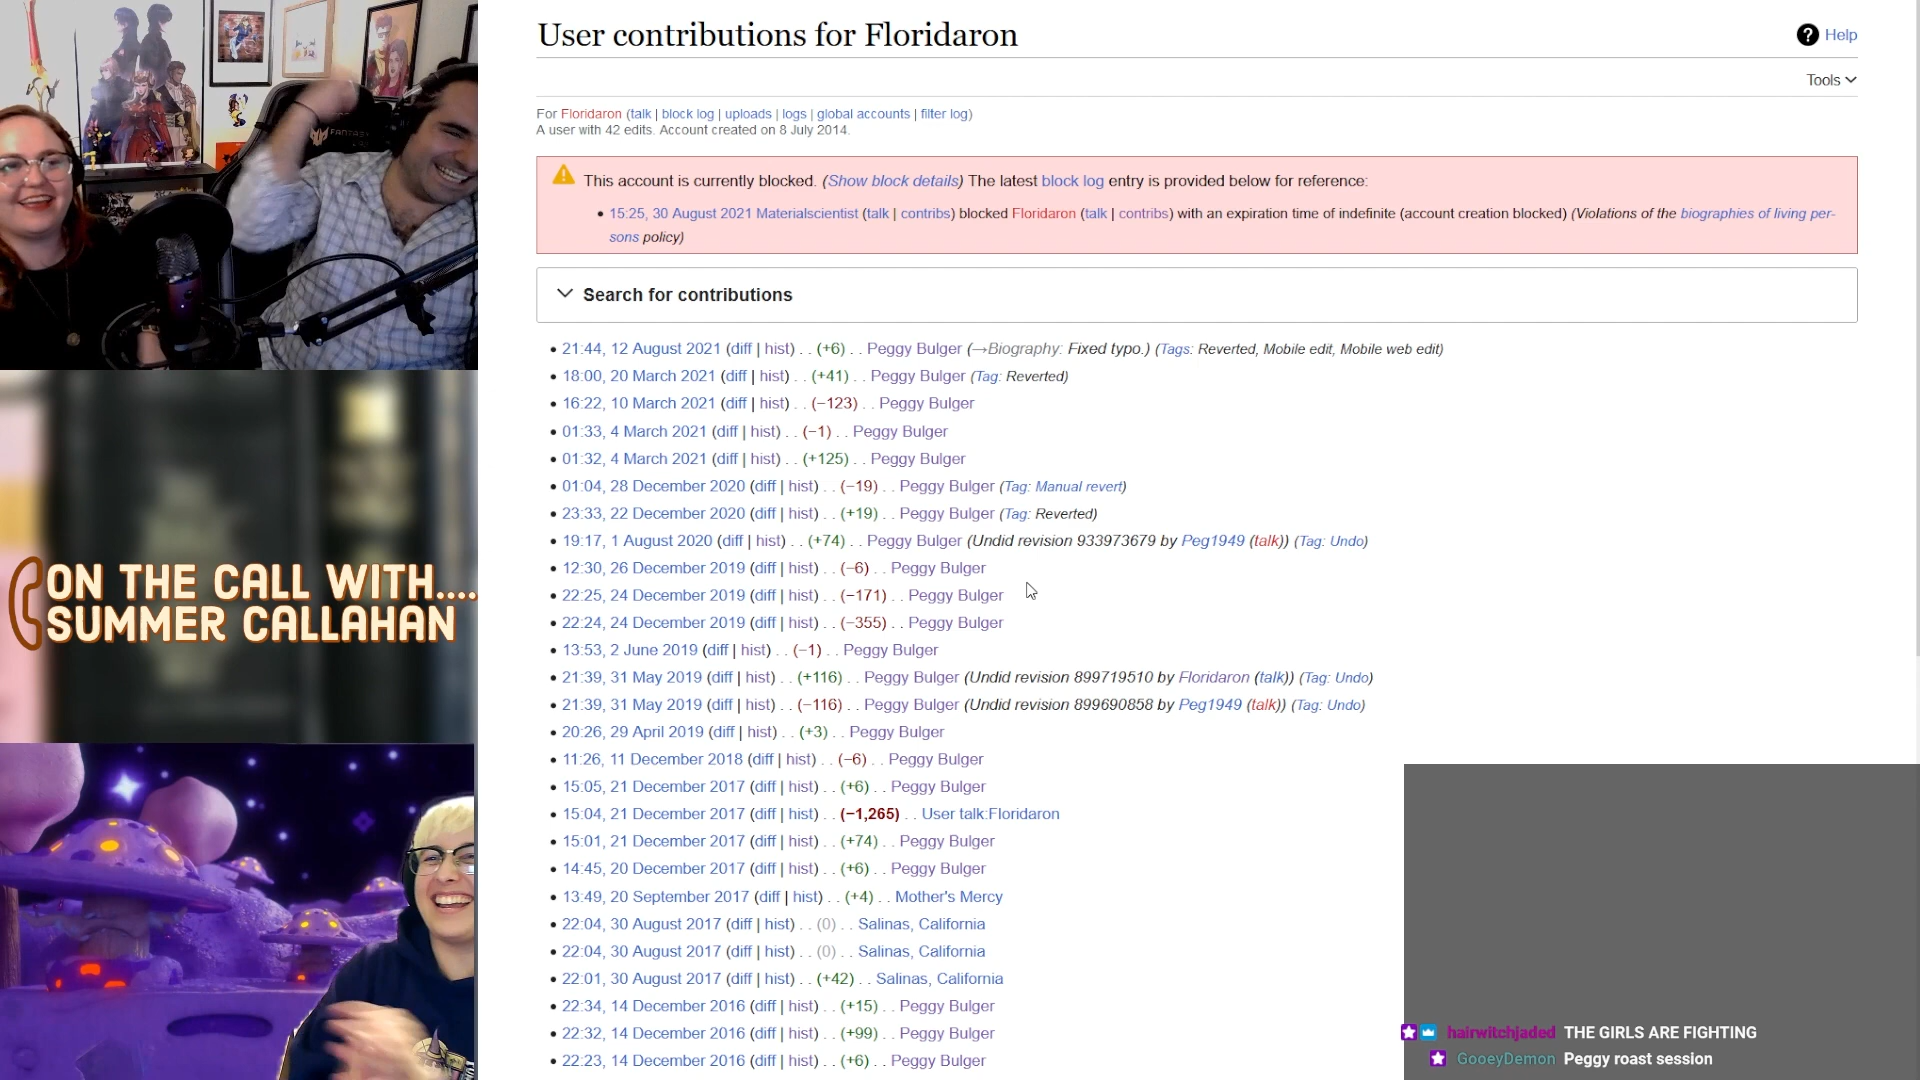 User contributions for Floridaron
Help
Tools
For Floridaron (talk | block log | uploads | logs | global accounts | filter log)
A user with 42 edits. Account created on 8 July 2014.
This account is currently blocked. (Show block details) The latest block log entry is provided below for reference:
• 15:25, 30 August 2021 Materialscientist (talk | contribs) blocked Floridaron (talk | contribs) with an expiration time of indefinite (account creation blocked) (Violations of the biographies of living per-
sons policy)
Search for contributions
• 21:44, 12 August 2021 (diff | hist) . . (+6) . . Peggy Bulger (→Biography: Fixed typo.) (Tags: Reverted, Mobile edit, Mobile web edit)
• 18:00, 20 March 2021 (diff | hist) . . (+41) . . Peggy Bulger (Tag: Reverted)
• 16:22, 10 March 2021 (diff | hist) . . (−123) . . Peggy Bulger
• 01:33, 4 March 2021 (diff | hist) . . (−1) . . Peggy Bulger
• 01:32, 4 March 2021 (diff | hist) . . (+125) . . Peggy Bulger
• 01:04, 28 December 2020 (diff | hist) . . (−19) . . Peggy Bulger (Tag: Manual revert)
• 23:33, 22 December 2020 (diff | hist) . . (+19) . . Peggy Bulger (Tag: Reverted)
• 19:17, 1 August 2020 (diff | hist) . . (+74) . . Peggy Bulger (Undid revision 933973679 by Peg1949 (talk)) (Tag: Undo)
• 12:30, 26 December 2019 (diff | hist) . . (−6) . . Peggy Bulger
• 22:25, 24 December 2019 (diff | hist) . . (−171) . . Peggy Bulger
• 22:24, 24 December 2019 (diff | hist) . . (−355) . . Peggy Bulger
• 13:53, 2 June 2019 (diff | hist) . . (−1) . . Peggy Bulger
• 21:39, 31 May 2019 (diff | hist) . . (+116) . . Peggy Bulger (Undid revision 899719510 by Floridaron (talk)) (Tag: Undo)
• 21:39, 31 May 2019 (diff | hist) . . (−116) . . Peggy Bulger (Undid revision 899690858 by Peg1949 (talk)) (Tag: Undo)
• 20:26, 29 April 2019 (diff | hist) . . (+3) . . Peggy Bulger
• 11:26, 11 December 2018 (diff | hist) . . (−6) . . Peggy Bulger
• 15:05, 21 December 2017 (diff | hist) . . (+6) . . Peggy Bulger
• 15:04, 21 December 2017 (diff | hist) . . (−1,265) . . User talk:Floridaron
• 15:01, 21 December 2017 (diff | hist) . . (+74) . . Peggy Bulger
• 14:45, 20 December 2017 (diff | hist) . . (+6) . . Peggy Bulger
• 13:49, 20 September 2017 (diff | hist) . . (+4) . . Mother's Mercy
• 22:04, 30 August 2017 (diff | hist) . . (0) . . Salinas, California
• 22:04, 30 August 2017 (diff | hist) . . (0) . . Salinas, California
• 22:01, 30 August 2017 (diff | hist) . . (+42) . . Salinas, California
• 22:34, 14 December 2016 (diff | hist) . . (+15) . . Peggy Bulger
• 22:32, 14 December 2016 (diff | hist) . . (+99) . . Peggy Bulger
• 22:23, 14 December 2016 (diff | hist) . . (+6) . . Peggy Bulger
ON THE CALL WITH....
SUMMER CALLAHAN
hairwitchjaded THE GIRLS ARE FIGHTING
GooeyDemon Peggy roast session